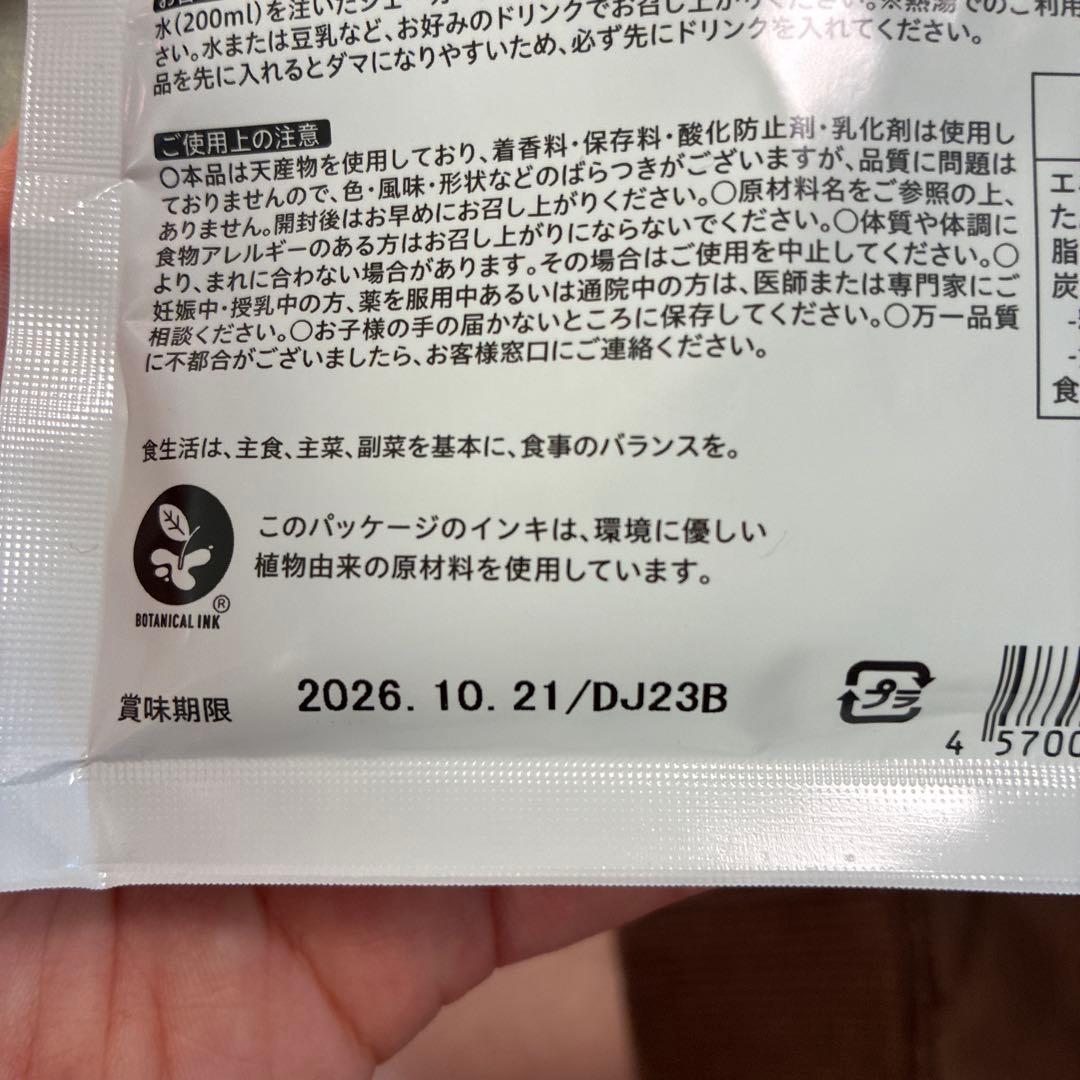 水(200ml)を注いだシェーカー
でお召し上がりください。※熱湯でのご利用
さい。水または豆乳など、お好みのドリンクを入れてください。
品を先に入れるとダマになりやすいため、必ず先にドリンク
ご使用上の注意
〇本品は天産物を使用しており、着香料・保存料・酸化防止剤・乳化剤は使用し
ておりませんので、色・風味・形状などのばらつきがございますが、品質に問題は
ありません。開封後はお早めにお召し上がりください。〇原材料名をご参照の上、
食物アレルギーのある方はお召し上がりにならないでください。〇体質や体調に
より、まれに合わない場合があります。その場合はご使用を中止してください。〇
妊娠中・授乳中の方、薬を服用中あるいは通院中の方は、医師または専門家にご
相談ください。〇お子様の手の届かないところに保存してください。〇万一品質
に不都合がございましたら、お客様窓口にご連絡ください。
食生活は、主食、主菜、副菜を基本に、食事のバランスを。
このパッケージのインキは、環境に優しい
植物由来の原材料を使用しています。
BOTANICAL INK®
賞味期限 2026. 10. 21/DJ23B
プラ
4 5700
エ
た
脂
炭
食